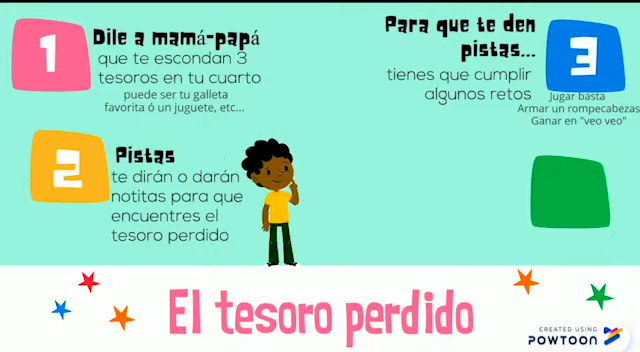 1
Dile a mamá-papá
que te escondan 3
tesoros en tu cuarto
puede ser tu galleta
favorita ó un juguete, etc...
2
Pistas
te dirán o darán
notitas para que
encuentres el
tesoro perdido
Para que te den
pistas...
tienes que cumplir
algunos retos
3
Jugar basta
Armar un rompecabezas
Ganar en "veo veo"
El tesoro perdido
CREATED USING
POWTOON